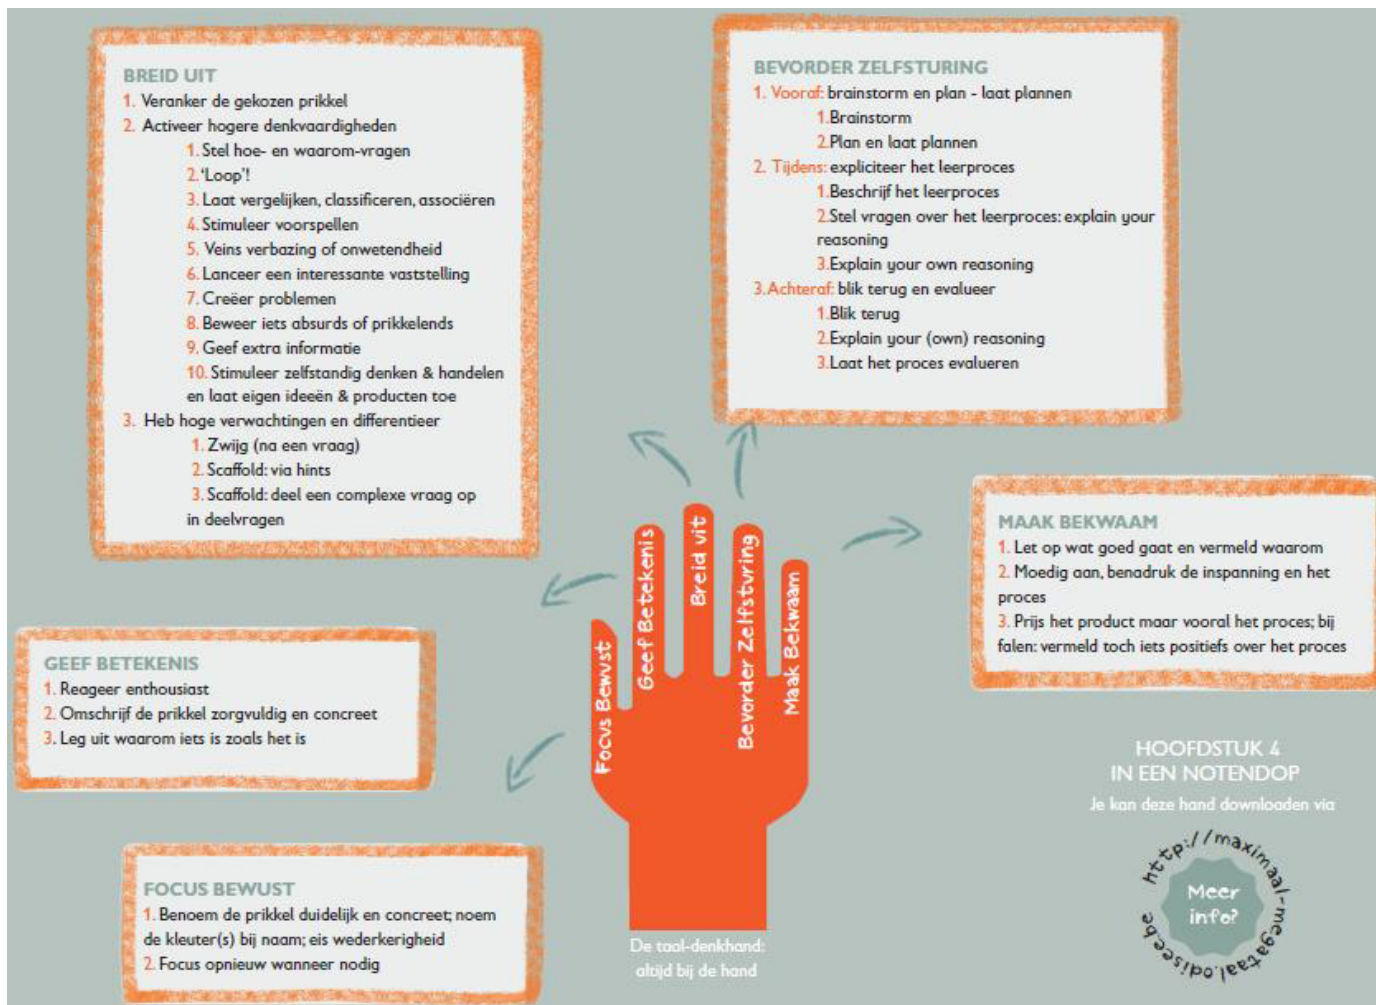 BREID UIT
1. Veranker de gekozen prikkel
2. Activeer hogere denkvaardigheden
1. Stel hoe- en waarom-vragen
2. ‘Loop’!
3. Laat vergelijken, classificeren, associëren
4. Stimuleer voorspellen
5. Veins verbazing of onwetendheid
6. Lanceer een interessante vaststelling
7. Creëer problemen
8. Beweer iets absurds of prikkelends
9. Geef extra informatie
10. Stimuleer zelfstandig denken & handelen
en laat eigen ideeën & producten toe
3. Heb hoge verwachtingen en differentieer
1. Zwijg (na een vraag)
2. Scaffold: via hints
3. Scaffold: deel een complexe vraag op
in deelvragen
BEVORDER ZELFSTURING
1. Vooraf: brainstorm en plan - laat plannen
1.Brainstorm
2.Plan en laat plannen
2. Tijdens: expliciteer het leerproces
1.Beschrijf het leerproces
2.Stel vragen over het leerproces: explain your
reasoning
3.Explain your own reasoning
3.Achteraf: blik terug en evalueer
1.Blik terug
2.Explain your (own) reasoning
3.Laat het proces evalueren
MAAK BEKWAAM
1. Let op wat goed gaat en vermeld waarom
2. Moedig aan, benadruk de inspanning en het
proces
3. Prijs het product maar vooral het proces; bij
falen: vermeld toch iets positiefs over het proces
GEEF BETEKENIS
1. Reageer enthousiast
2. Omschrijf de prikkel zorgvuldig en concreet
3. Leg uit waarom iets is zoals het is
FOCUS BEWUST
1. Benoem de prikkel duidelijk en concreet; noem
de kleuter(s) bij naam; eis wederkerigheid
2. Focus opnieuw wanneer nodig
Focus Bewust
Geef Betekenis
Breid uit
Bevorder Zelfsturing
Maak Bekwaam
De taal-denkhand:
altijd bij de hand
HOOFDSTUK 4
IN EEN NOTENDOP
Je kan deze hand downloaden via
http://maximaal-megataal.odisee.be
Meer
info?